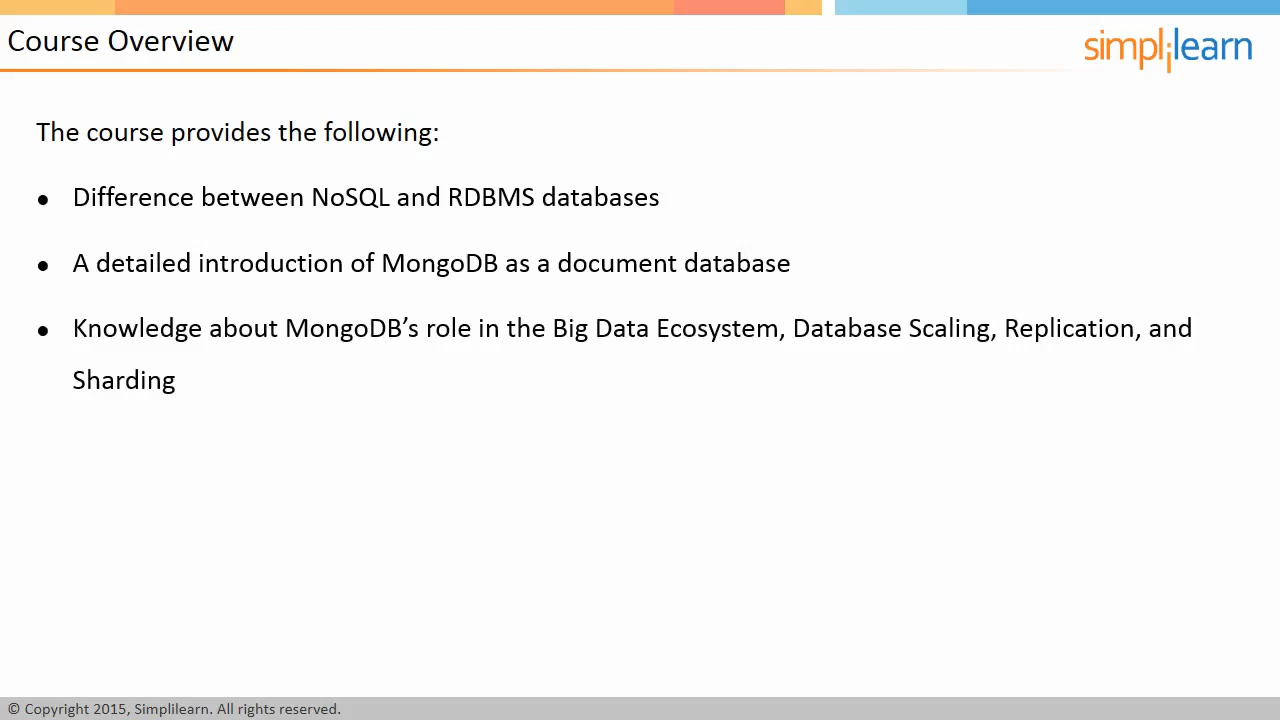 Course Overview
simplilearn
The course provides the following:
● Difference between NoSQL and RDBMS databases
● A detailed introduction of MongoDB as a document database
● Knowledge about MongoDB’s role in the Big Data Ecosystem, Database Scaling, Replication, and
Sharding
© Copyright 2015, Simplilearn. All rights reserved.